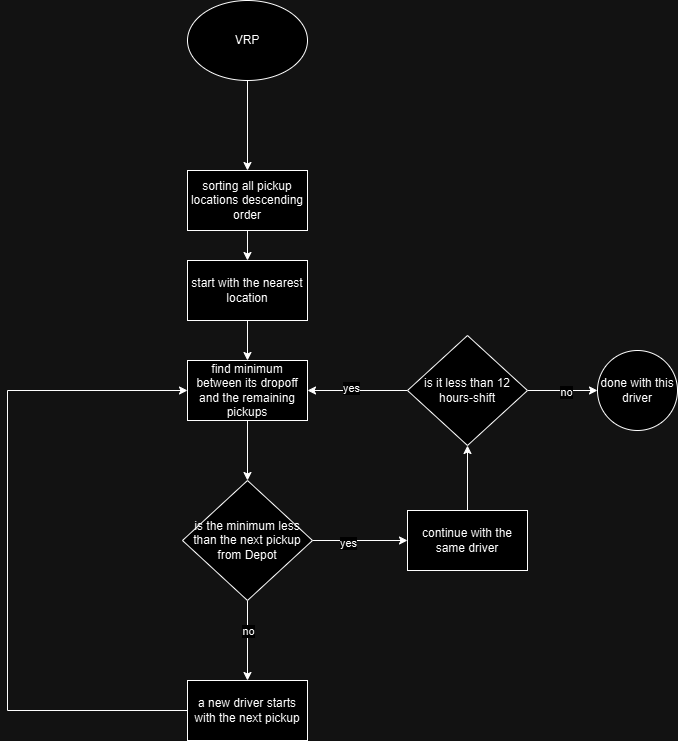 VRP
sorting all pickup
locations descending
order
start with the nearest
location
find minimum
between its dropoff
and the remaining
pickups
yes
is it less than 12
hours-shift
no
done with this
driver
is the minimum less
than the next pickup
from Depot
yes
continue with the
same driver
no
a new driver starts
with the next pickup